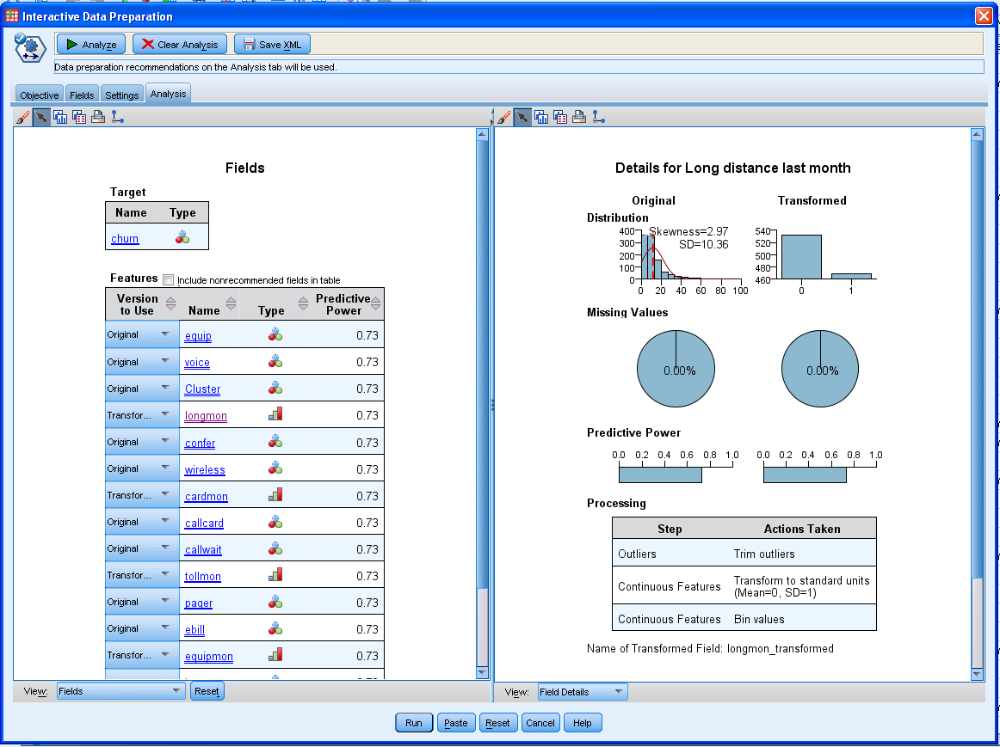 Interactive Data Preparation
Analyze Clear Analysis Save XML
Data preparation recommendations on the Analysis tab will be used.
Objective Fields Settings Analysis
Fields
Target
Name Type
churn
Features Include nonrecommended fields in table
Version to Use Name Type Predictive Power
Original equip 0.73
Original voice 0.73
Original Cluster 0.73
Transfor... longmon 0.73
Original confer 0.73
Original wireless 0.73
Transfor... cardmon 0.73
Original callcard 0.73
Original callwait 0.73
Transfor... tollmon 0.73
Original pager 0.73
Original ebill 0.73
Transfor... equipmon 0.73
View: Fields Reset
Details for Long distance last month
Original Transformed
Distribution
Skewness=2.97
SD=10.36
400
300
200
100
0
0 20 40 60 80 100
540
520
500
480
460
0 1
Missing Values
0.00% 0.00%
Predictive Power
0.0 0.2 0.4 0.6 0.8 1.0 0.0 0.2 0.4 0.6 0.8 1.0
Processing
Step Actions Taken
Outliers Trim outliers
Continuous Features Transform to standard units
(Mean=0, SD=1)
Continuous Features Bin values
Name of Transformed Field: longmon_transformed
View: Field Details
Run Paste Reset Cancel Help